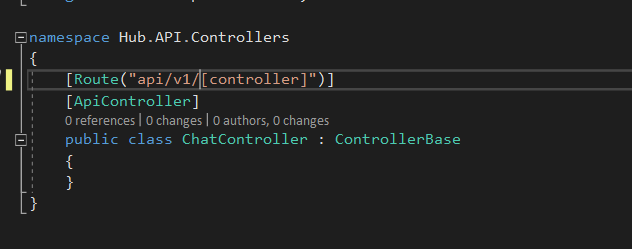 namespace Hub.API.Controllers
{
[Route("api/v1/[controller]")]
[ApiController]
0 references | 0 changes | 0 authors, 0 changes
public class ChatController : ControllerBase
{
}
}